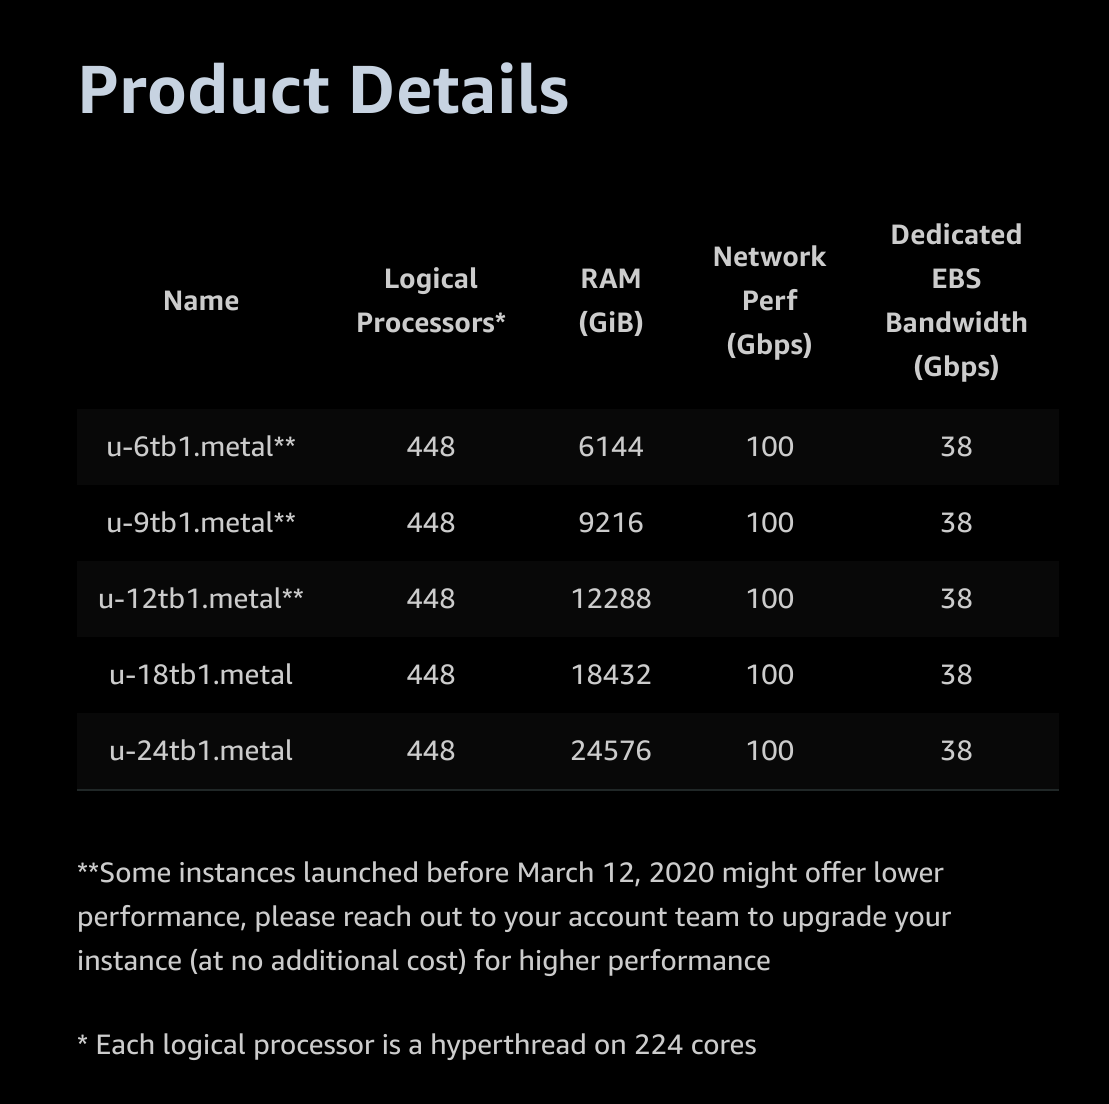 Product Details
Name
Logical
Processors*
RAM
(GiB)
Network
Perf
(Gbps)
Dedicated
EBS
Bandwidth
(Gbps)
u-6tb1.metal** 448 6144 100 38
u-9tb1.metal** 448 9216 100 38
u-12tb1.metal** 448 12288 100 38
u-18tb1.metal 448 18432 100 38
u-24tb1.metal 448 24576 100 38
**Some instances launched before March 12, 2020 might offer lower
performance, please reach out to your account team to upgrade your
instance (at no additional cost) for higher performance
* Each logical processor is a hyperthread on 224 cores